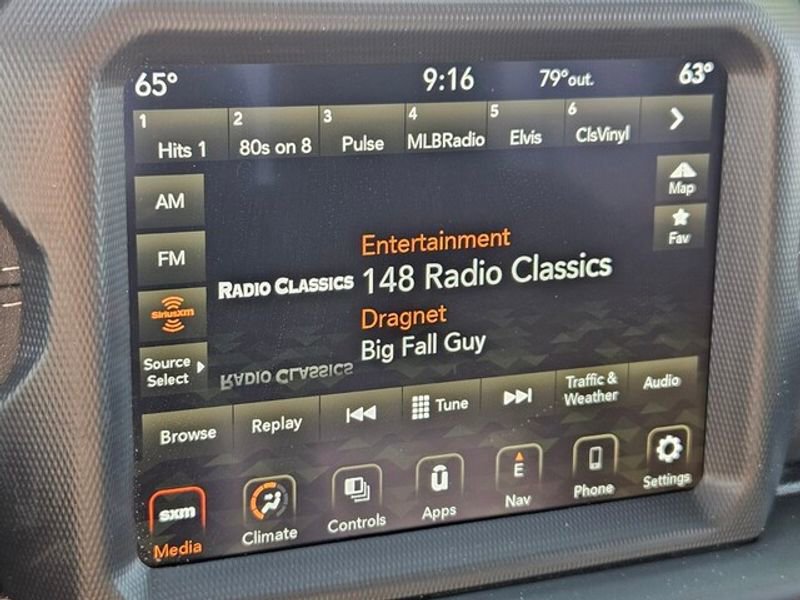 65° 9:16 79°out. 63°
1 Hits 1
2 80s on 8
3 Pulse
4 MLBRadio
5 Elvis
6 ClsVinyl
AM
FM
SiriusXM
Source
Select
Entertainment
RADIO CLASSICS 148 Radio Classics
Dragnet
Big Fall Guy
RADIO CLASSICS
Map
Fav
Browse
Replay
Tune
Traffic &
Weather
Audio
sxm
Media
Climate
Controls
Apps
E
Nav
Phone
Settings